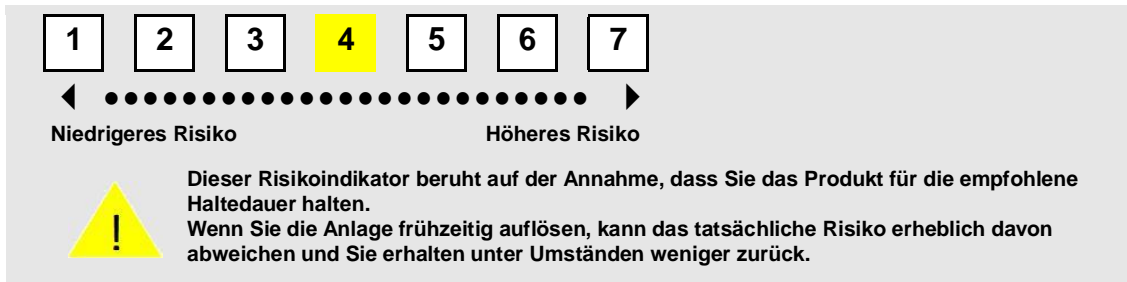 1 2 3 4 5 6 7
Niedrigeres Risiko Höheres Risiko
Dieser Risikoindikator beruht auf der Annahme, dass Sie das Produkt für die empfohlene
Haltedauer halten.
Wenn Sie die Anlage frühzeitig auflösen, kann das tatsächliche Risiko erheblich davon
abweichen und Sie erhalten unter Umständen weniger zurück.
!